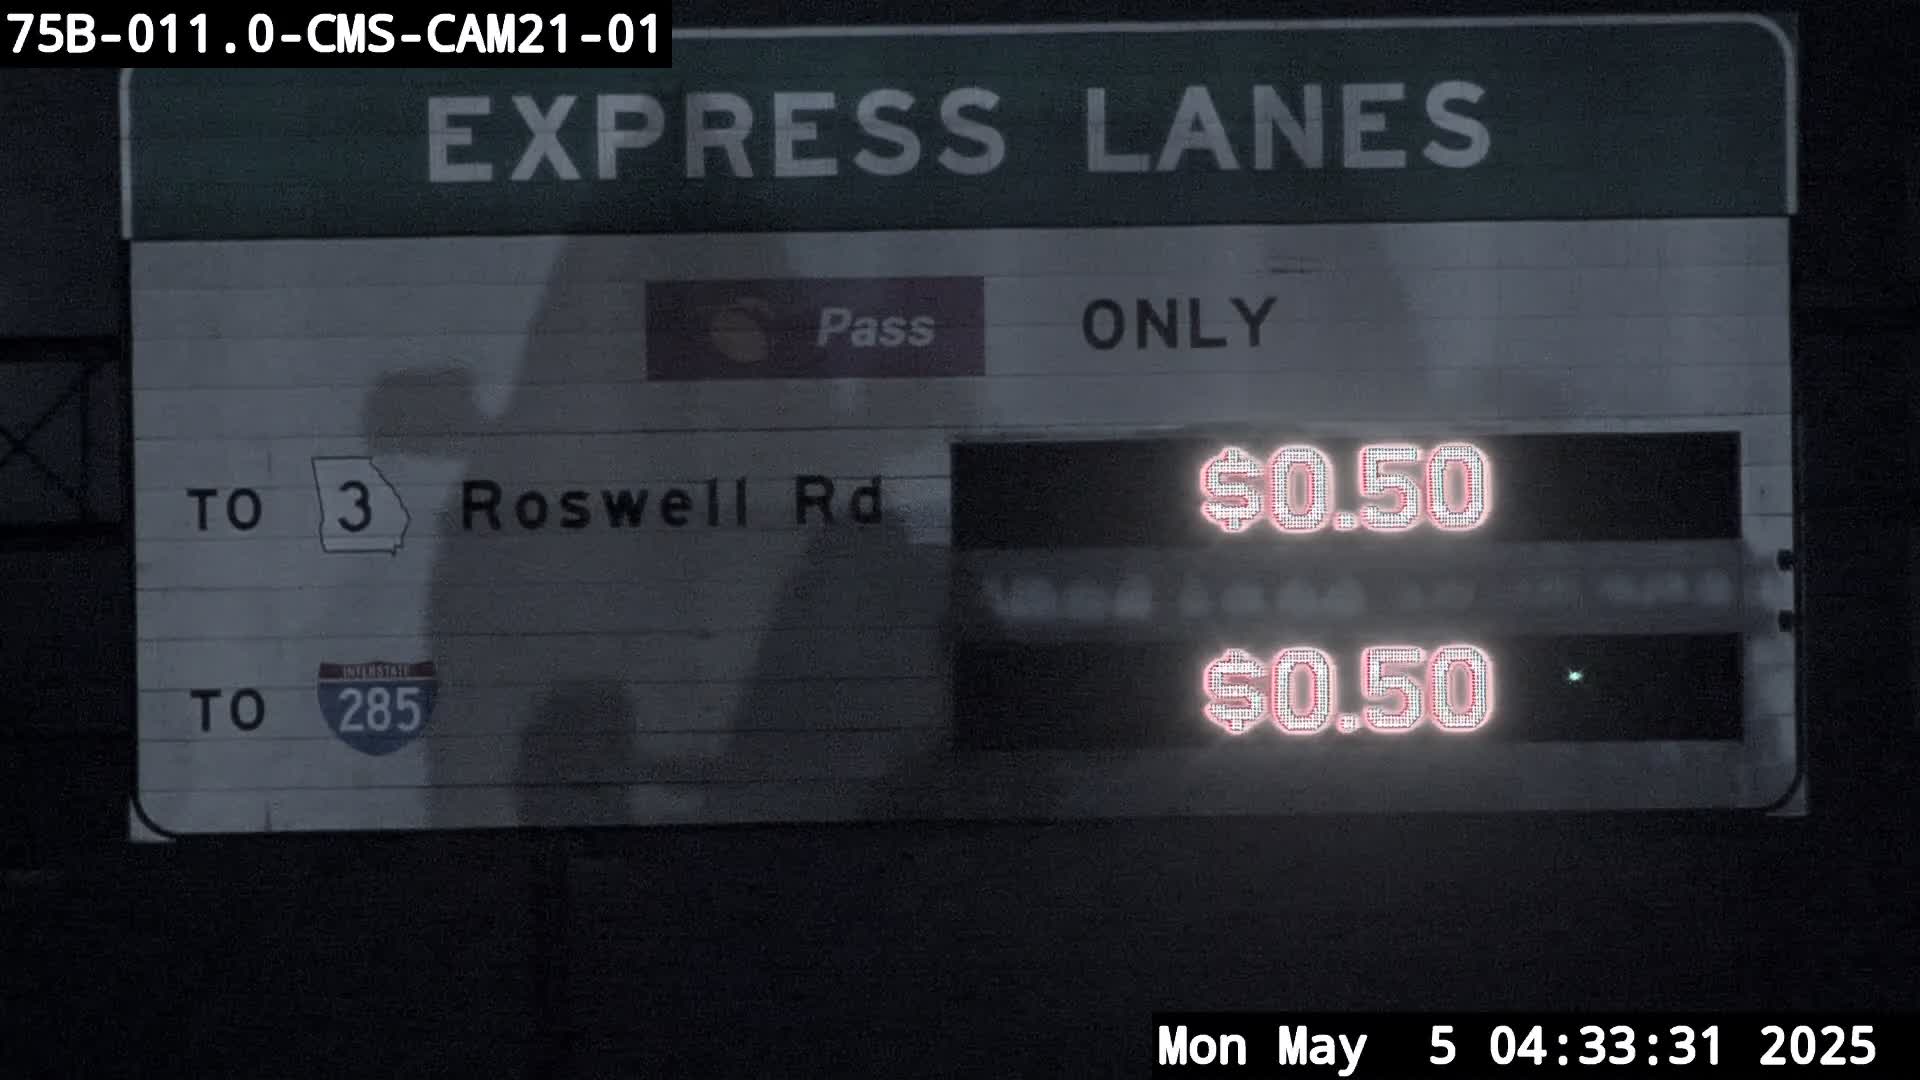 75B-011.0-CMS-CAM21-01
EXPRESS LANES
Pass ONLY
TO 3 Roswell Rd $0.50
INTERSTATE
TO 285 $0.50
Mon May 5 04:33:31 2025